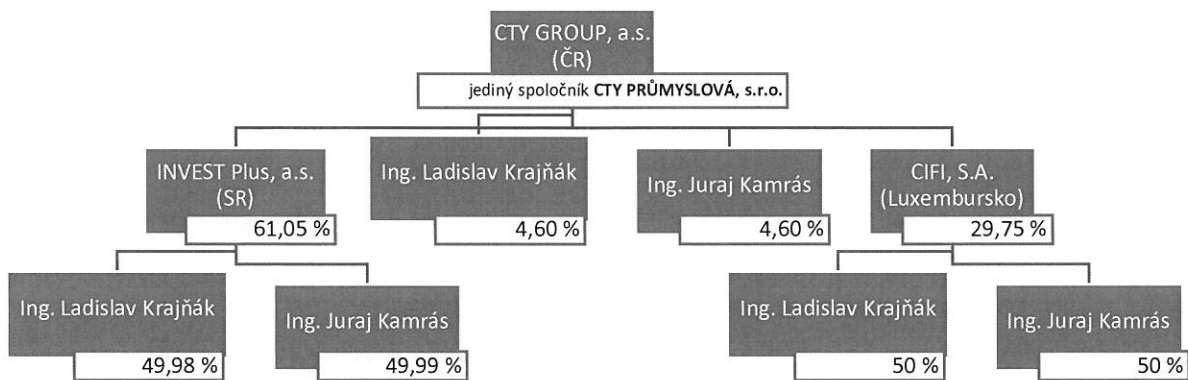 CTY GROUP, a.s.
(ČR)
jediný spoločník CTY PRŮMYSLOVÁ, s.r.o.
INVEST Plus, a.s.
(SR)
61,05 %
Ing. Ladislav Krajňák
4,60 %
Ing. Juraj Kamrás
4,60 %
CIFI, S.A.
(Luxembursko)
29,75 %
Ing. Ladislav Krajňák
49,98 %
Ing. Juraj Kamrás
49,99 %
Ing. Ladislav Krajňák
50 %
Ing. Juraj Kamrás
50 %